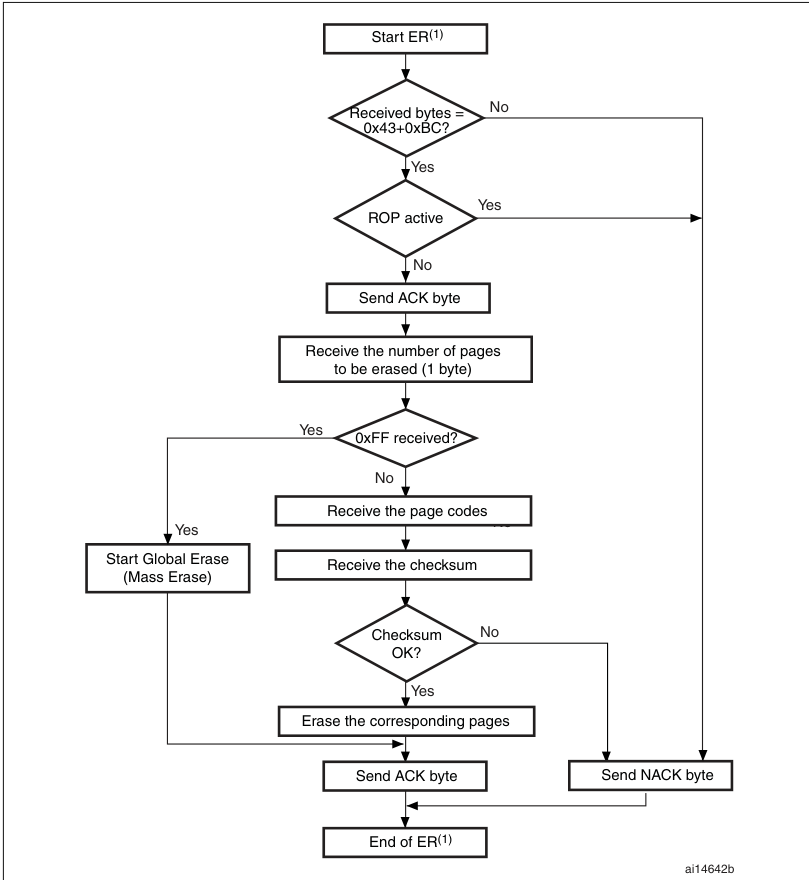 Start ER(1)
Received bytes =
0x43+0xBC?
No
Yes
ROP active
Yes
No
Send ACK byte
Receive the number of pages
to be erased (1 byte)
Yes
0xFF received?
No
Receive the page codes
Yes
Start Global Erase
(Mass Erase)
Receive the checksum
Checksum
OK?
No
Yes
Erase the corresponding pages
Send ACK byte
Send NACK byte
End of ER(1)
ai14642b